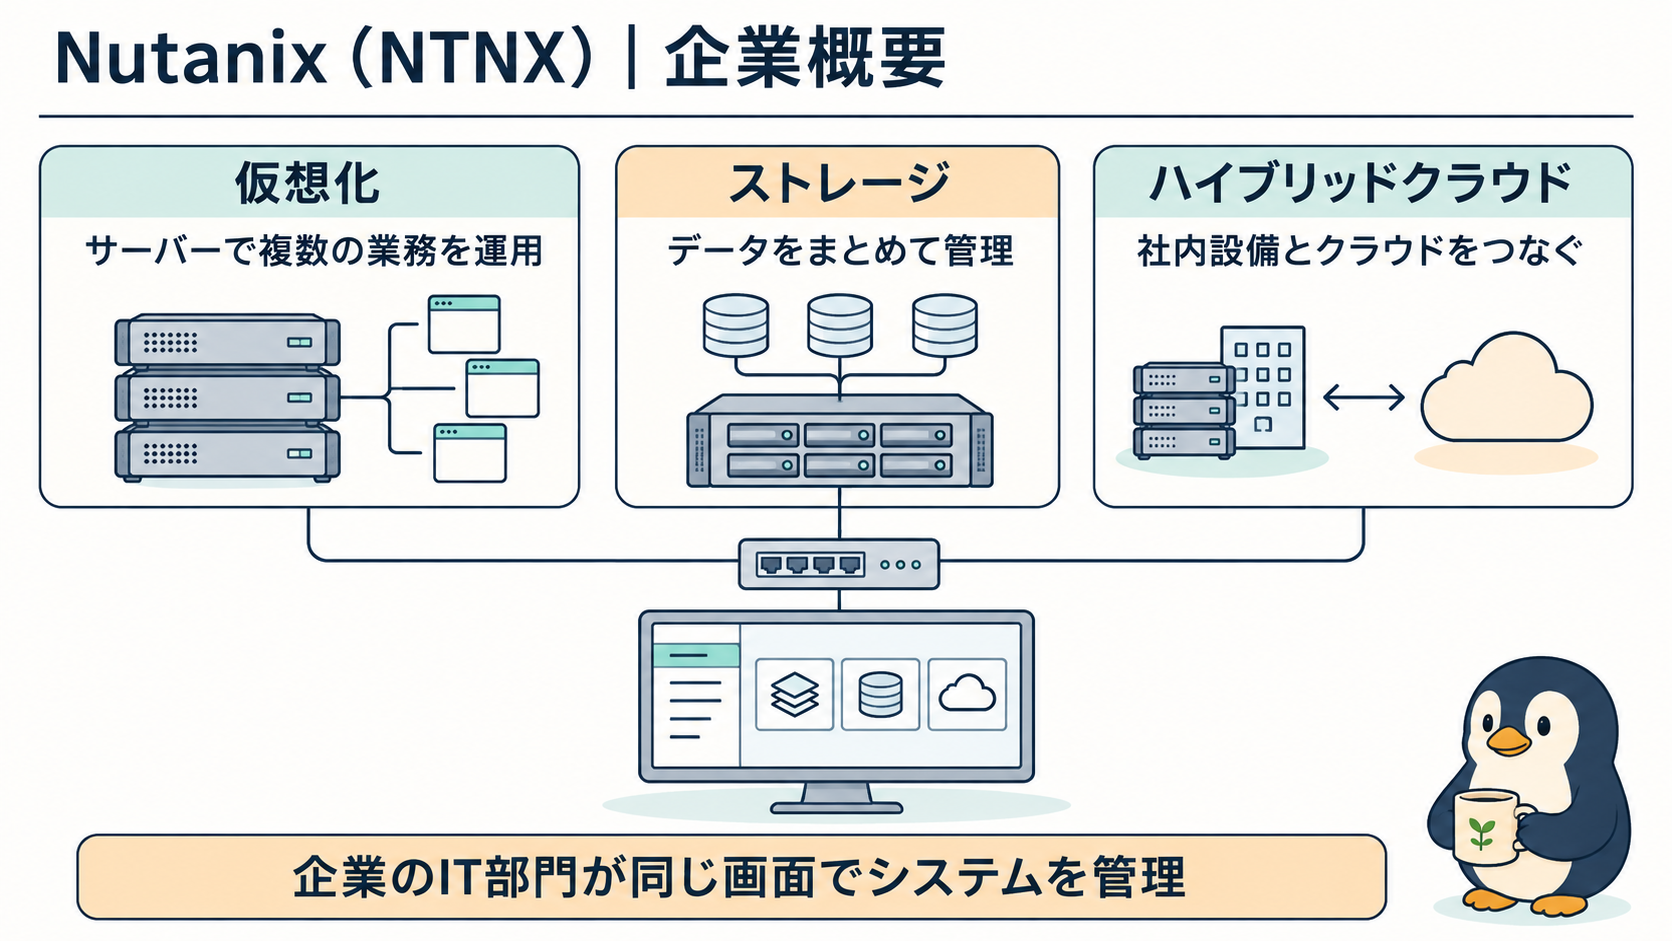 Nutanix（NTNX）｜企業概要
仮想化
サーバーで複数の業務を運用
ストレージ
データをまとめて管理
ハイブリッドクラウド
社内設備とクラウドをつなぐ
企業のIT部門が同じ画面でシステムを管理